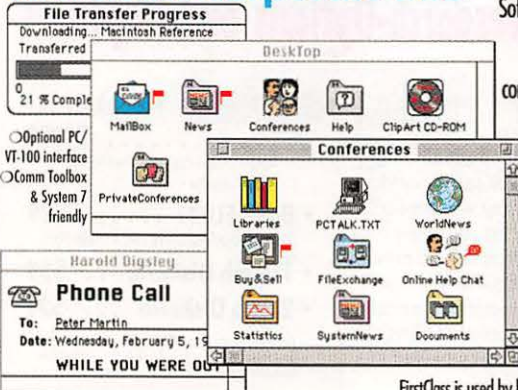 File Transfer Progress
Downloading... Macintosh Reference
Transferred
0
21 % Comple
Optional PC/
VT-100 interface
Comm Toolbox
& System 7
friendly
DeskTop
MailBox
News
Conferences
Help
ClipArt CD-ROM
PrivateConferences
Conferences
Libraries
PCTALK.TXT
WorldNews
Buy&Sell
FileExchange
Online Help Chat
Statistics
SystemNews
Documents
Harold Digsley
Phone Call
To: Peter Martin
Date: Wednesday, February 5, 19
WHILE YOU WERE OUT
FirstClass is used by